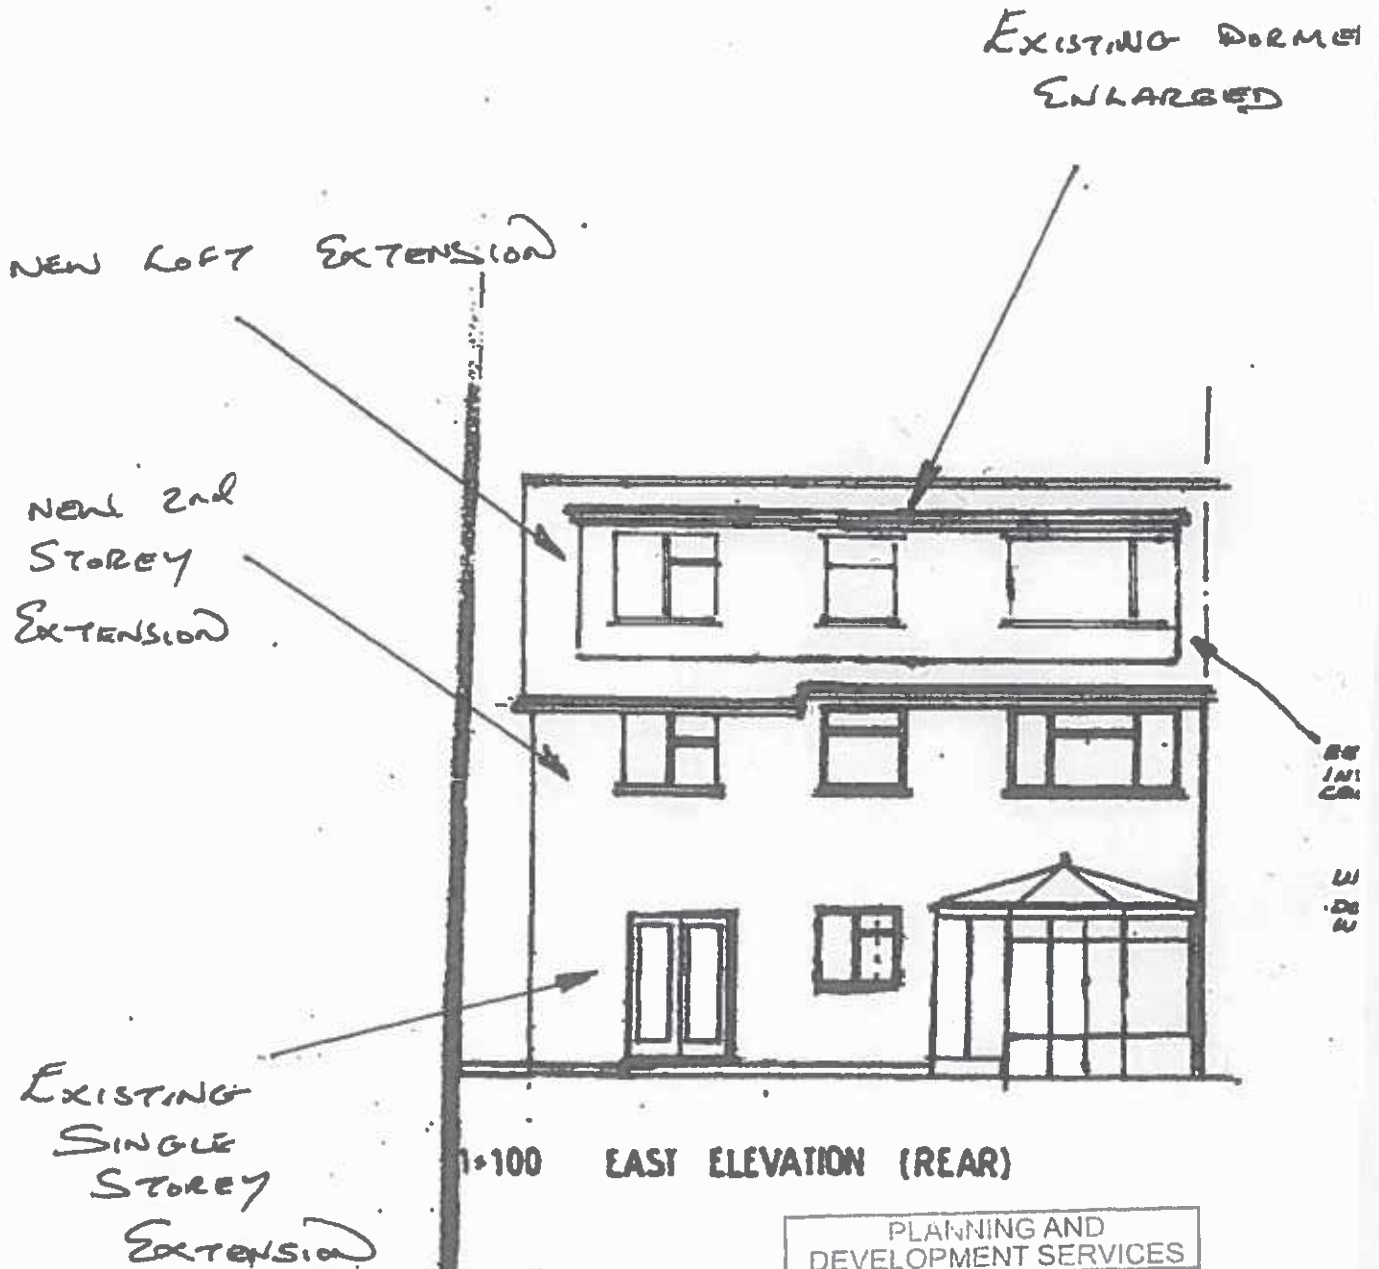 EXISTING DORME
ENLARGED
NEW LOFT EXTENSION
NEW 2nd
STOREY
EXTENSION
EXISTING
SINGLE
STOREY
EXTENSION
1:100 EAST ELEVATION (REAR)
PLANNING AND
DEVELOPMENT SERVICES